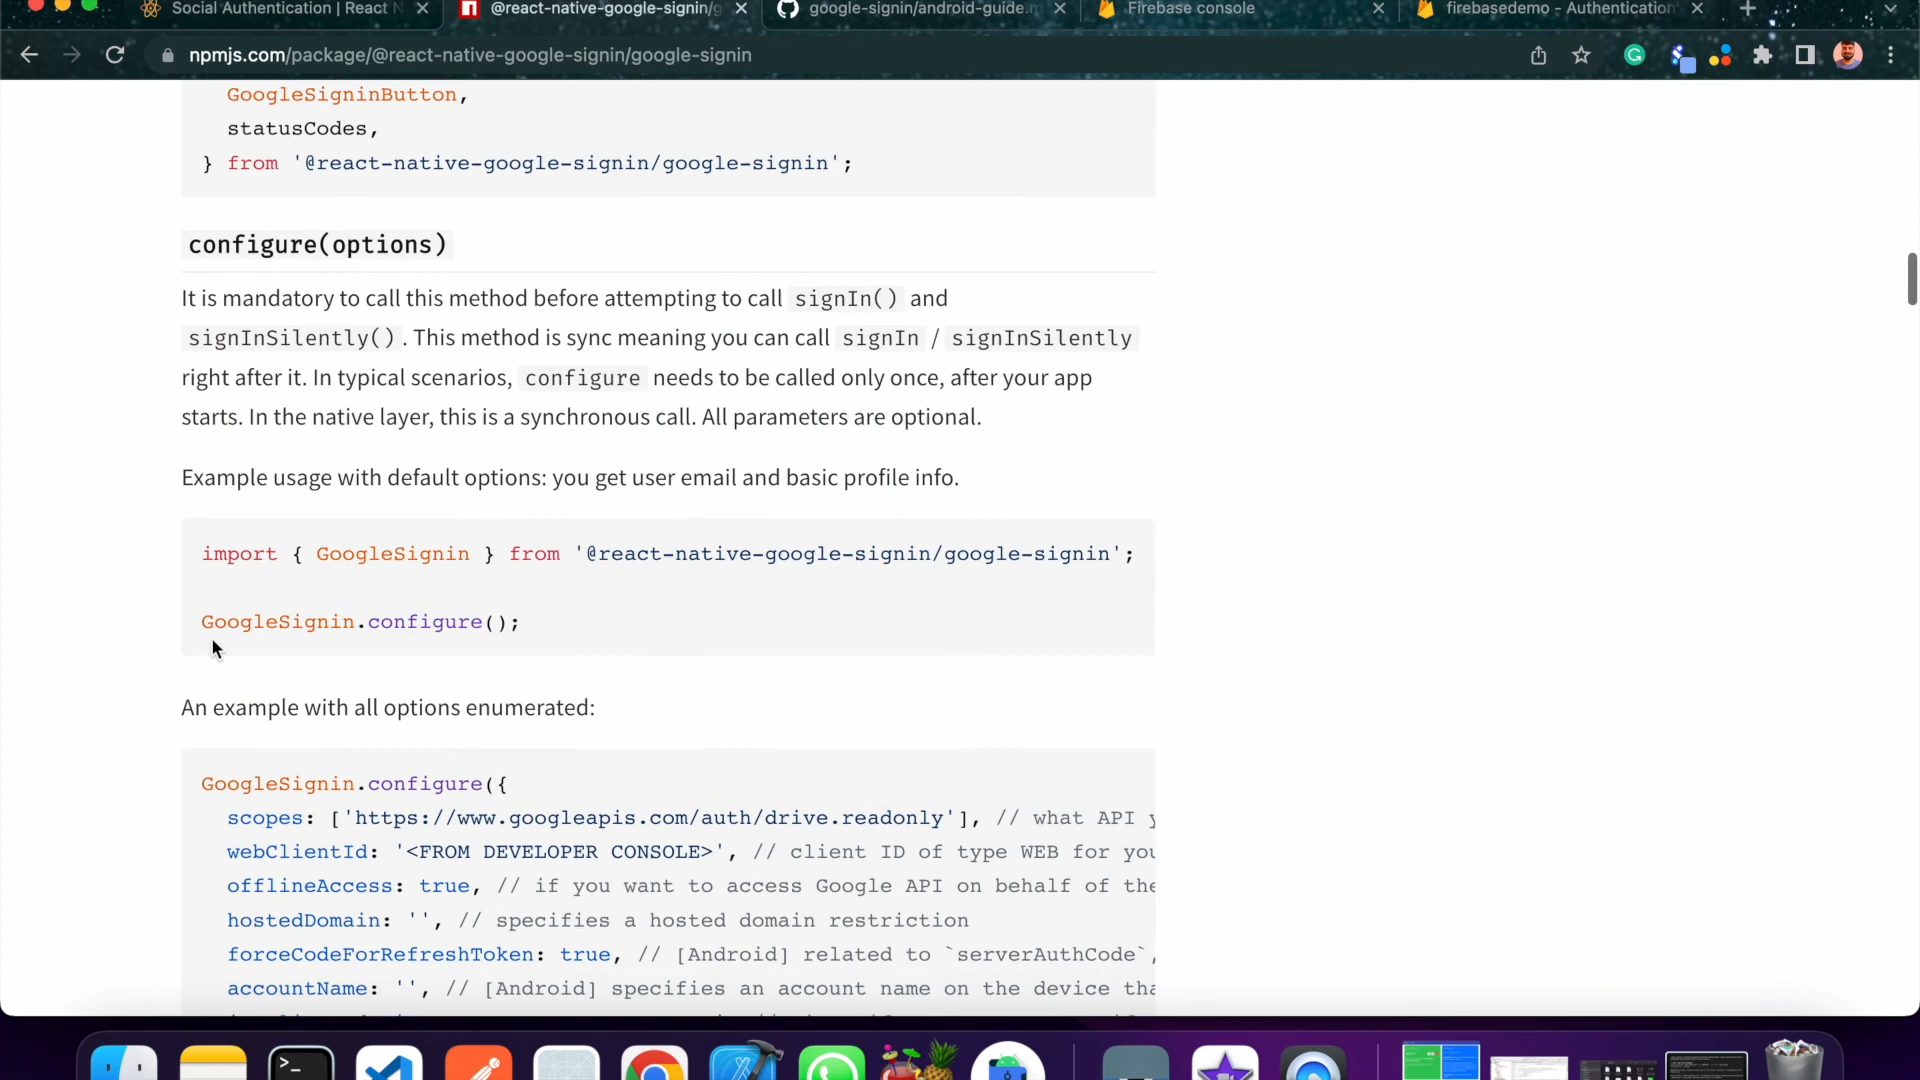 Social Authentication | React N
@react-native-google-signin/g
google-signin/android-guide.m
Firebase console
firebasedemo - Authentication
npmjs.com/package/@react-native-google-signin/google-signin
GoogleSigninButton,
statusCodes,
} from '@react-native-google-signin/google-signin';
configure(options)
It is mandatory to call this method before attempting to call signIn() and
signInSilently(). This method is sync meaning you can call signIn / signInSilently
right after it. In typical scenarios, configure needs to be called only once, after your app
starts. In the native layer, this is a synchronous call. All parameters are optional.
Example usage with default options: you get user email and basic profile info.
import { GoogleSignin } from '@react-native-google-signin/google-signin';
GoogleSignin.configure();
An example with all options enumerated:
GoogleSignin.configure({
scopes: ['https://www.googleapis.com/auth/drive.readonly'], // what API y
webClientId: '<FROM DEVELOPER CONSOLE>', // client ID of type WEB for you
offlineAccess: true, // if you want to access Google API on behalf of the
hostedDomain: '', // specifies a hosted domain restriction
forceCodeForRefreshToken: true, // [Android] related to `serverAuthCode`,
accountName: '', // [Android] specifies an account name on the device tha